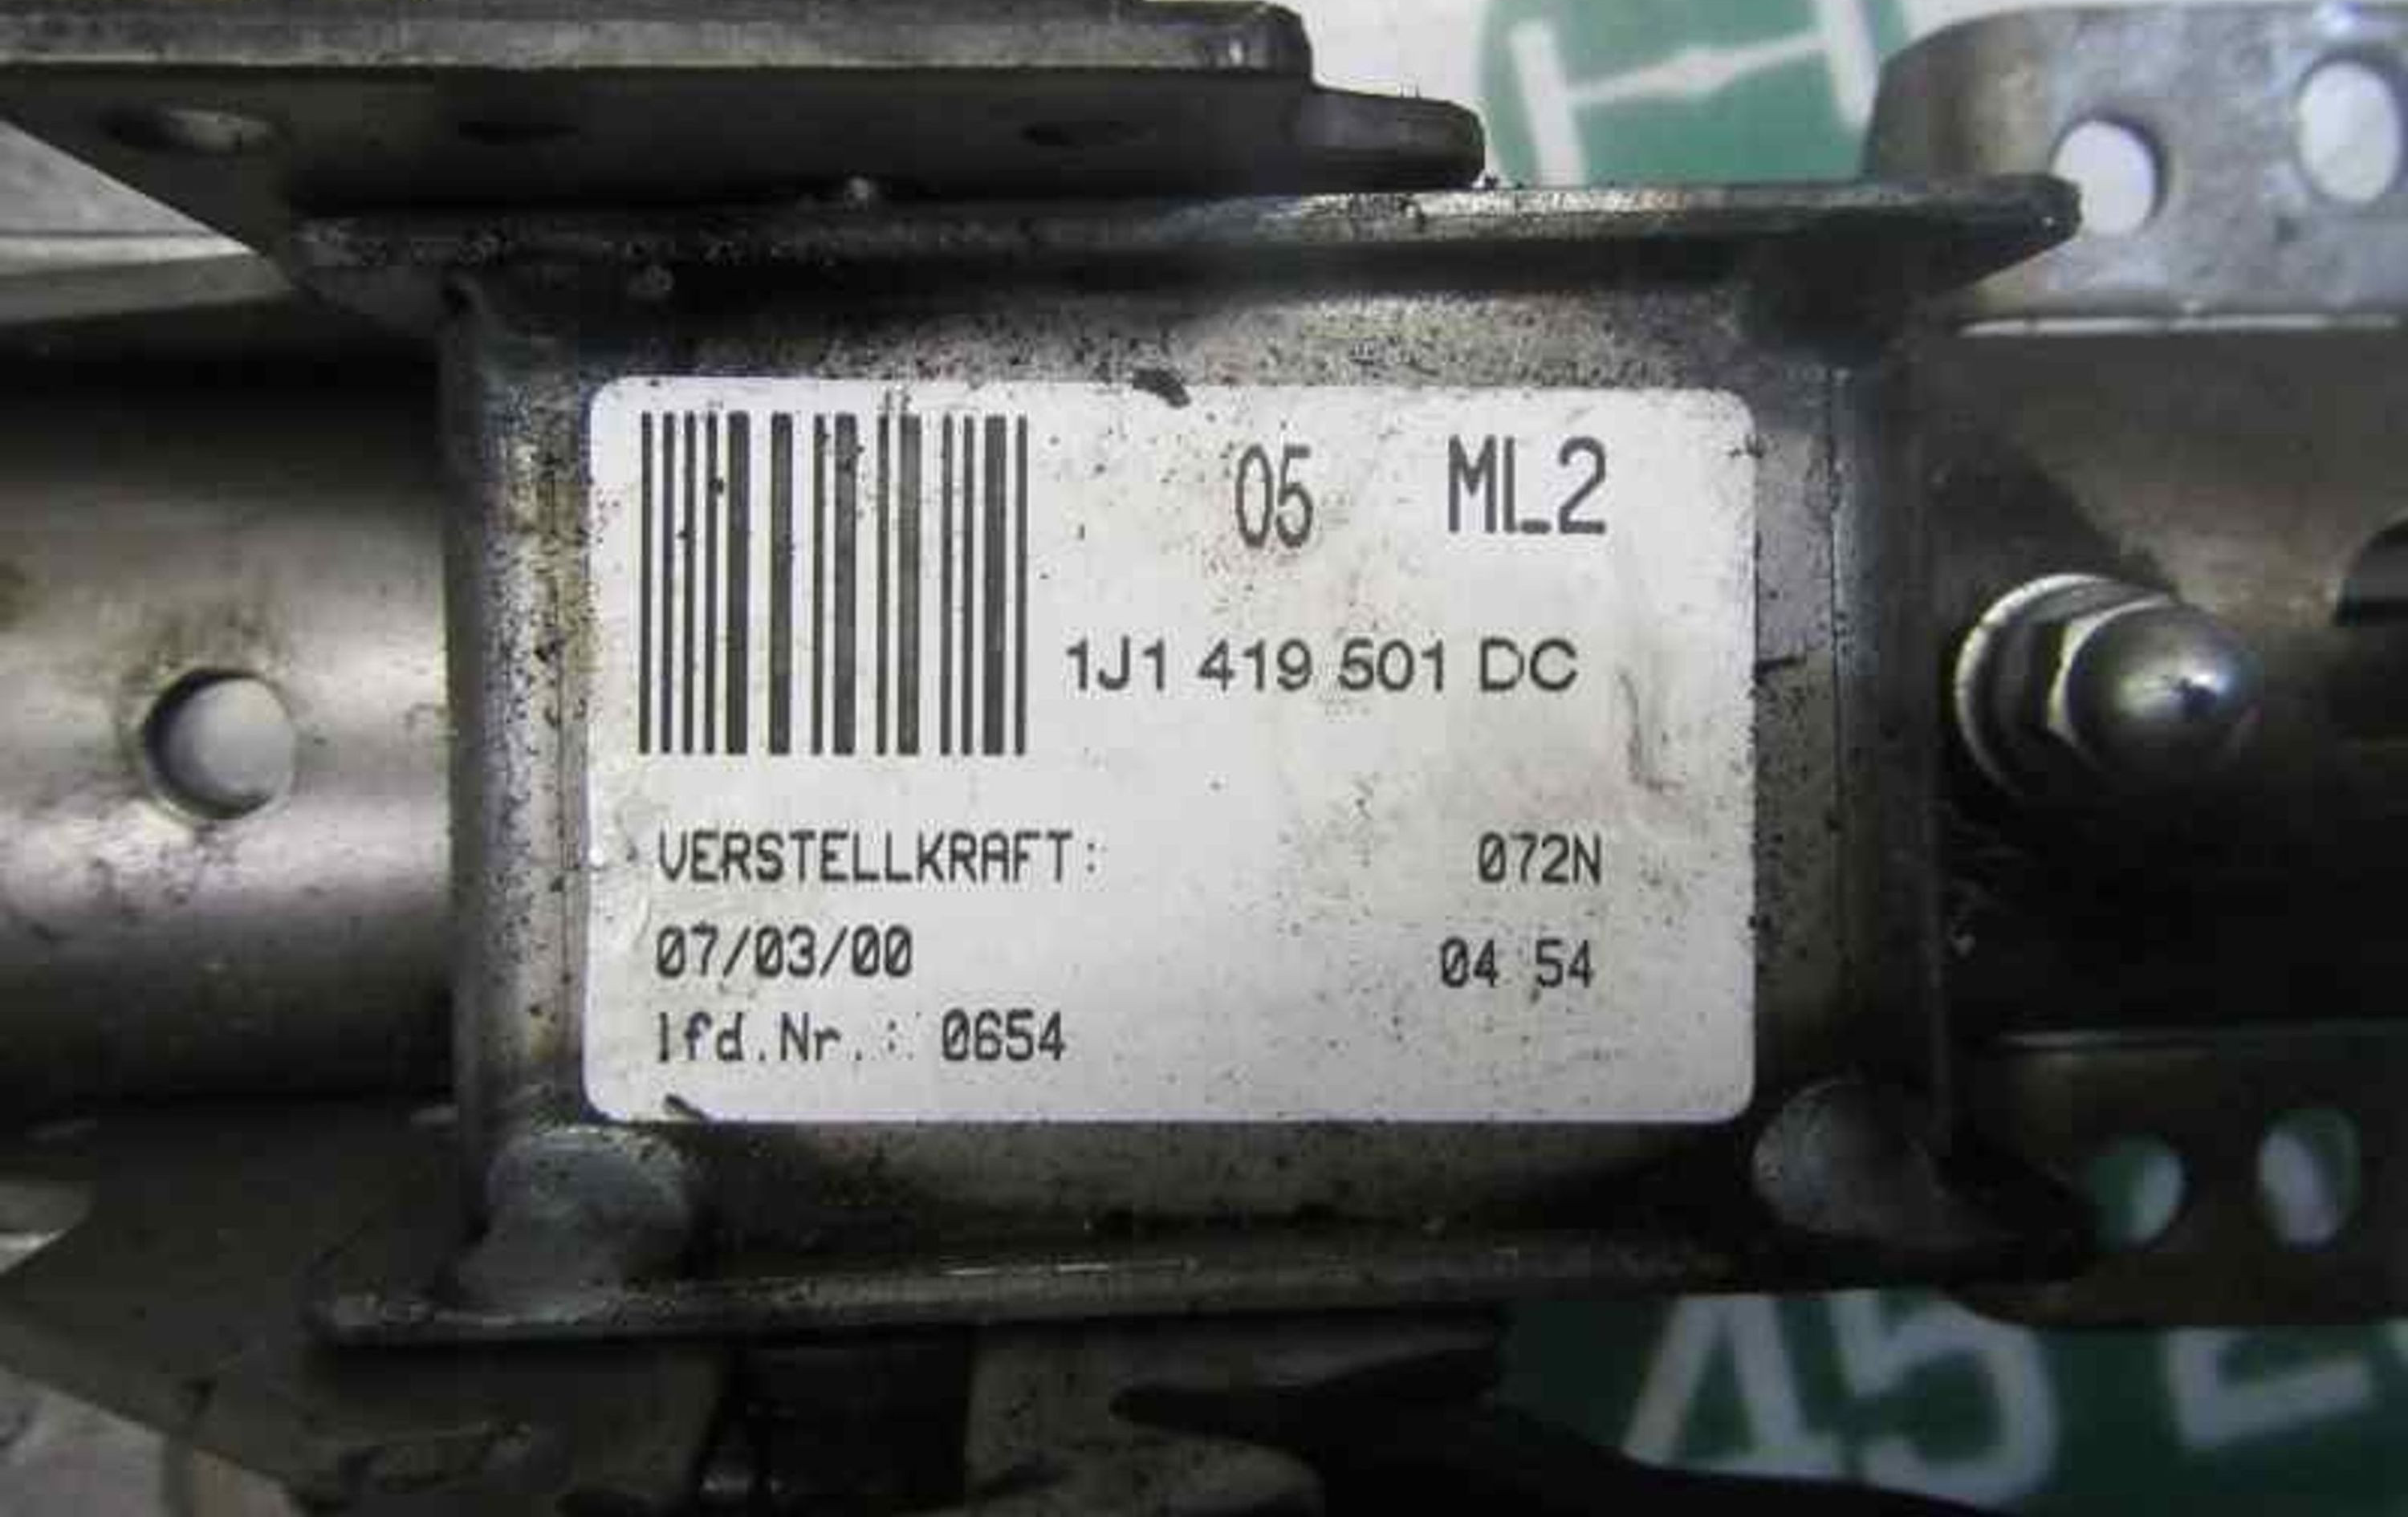 05 ML2
1J1 419 501 DC
VERSTELLKRAFT: 072N
07/03/00 04 54
lfd.Nr.: 0654